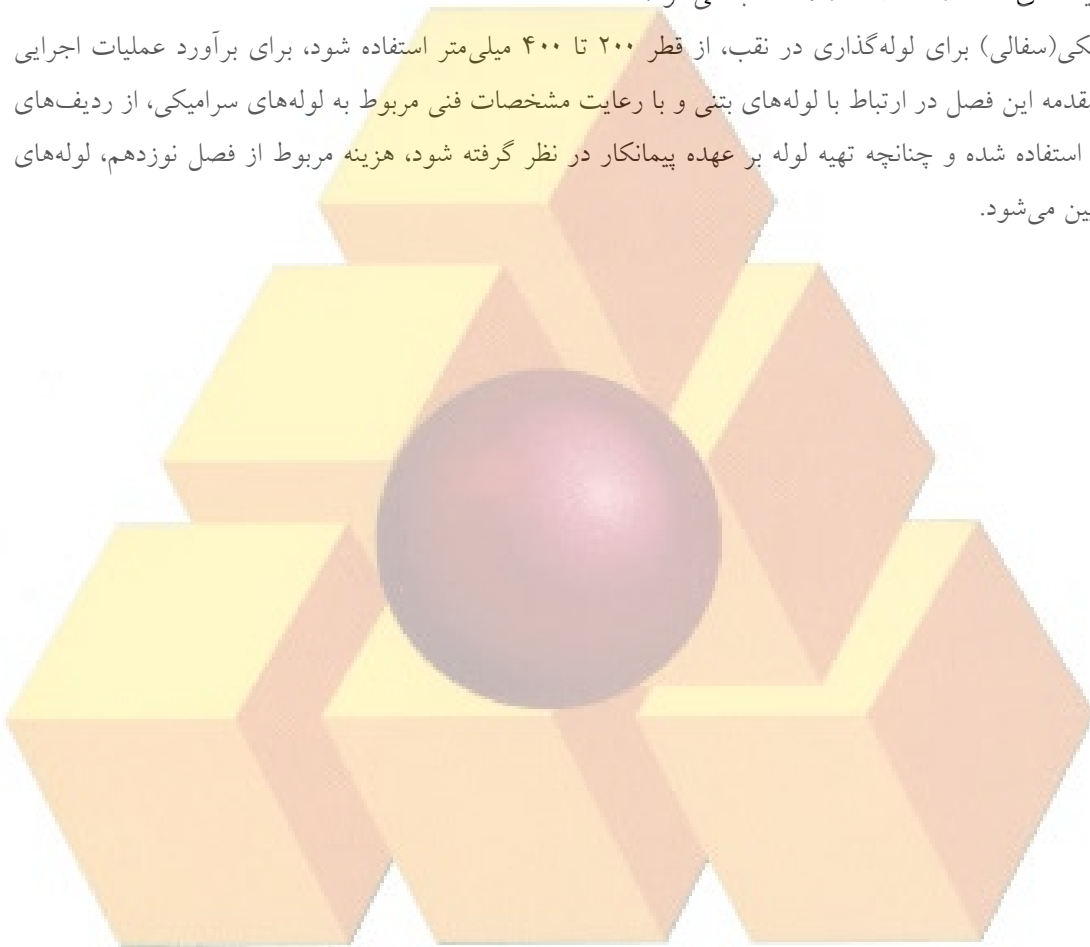 کی(سفالی) برای لوله‌گذاری در نقب، از قطر ۲۰۰ تا ۴۰۰ میلی‌متر استفاده شود، برای برآورد عملیات اجرایی
قدمه این فصل در ارتباط با لوله‌های بتنی و با رعایت مشخصات فنی مربوط به لوله‌های سرامیکی، از ردیف‌های
استفاده شده و چنانچه تهیه لوله بر عهده پیمانکار در نظر گرفته شود، هزینه مربوط از فصل نوزدهم، لوله‌های
ین می‌شود.